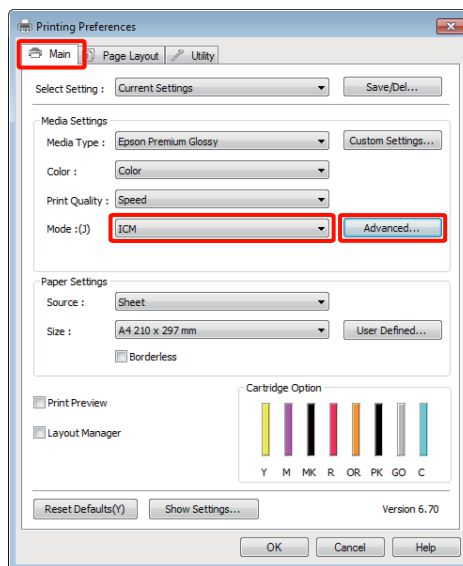 Printing Preferences
Main Page Layout Utility
Select Setting : Current Settings Save/Del...
Media Settings
Media Type : Epson Premium Glossy Custom Settings...
Color : Color
Print Quality : Speed
Mode :(J) ICM Advanced...
Paper Settings
Source : Sheet
Size : A4 210 x 297 mm User Defined...
Borderless
Cartridge Option
Print Preview
Layout Manager
Y M MK R OR PK GO C
Reset Defaults(Y) Show Settings... Version 6.70
OK Cancel Help